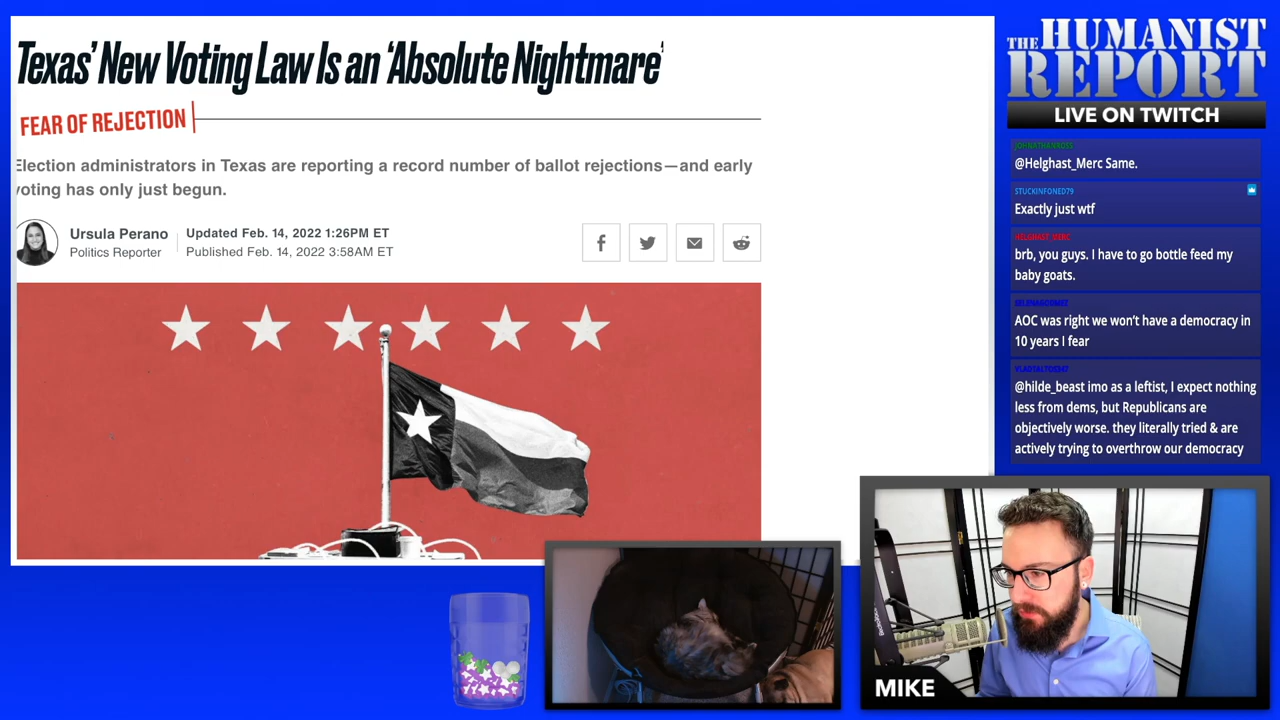 Texas' New Voting Law Is an 'Absolute Nightmare'
FEAR OF REJECTION
Election administrators in Texas are reporting a record number of ballot rejections—and early
voting has only just begun.
Ursula Perano
Politics Reporter
Updated Feb. 14, 2022 1:26PM ET
Published Feb. 14, 2022 3:58AM ET
THE HUMANIST
REPORT
LIVE ON TWITCH
JOHNATHANROSS
@Helghast_Merc Same.
STUCKINFONED79
Exactly just wtf
HELGHAST_MERC
brb, you guys. I have to go bottle feed my
baby goats.
AOC was right we won't have a democracy in
10 years I fear
@hilde_beast imo as a leftist, I expect nothing
less from dems, but Republicans are
objectively worse. they literally tried & are
actively trying to overthrow our democracy
MIKE